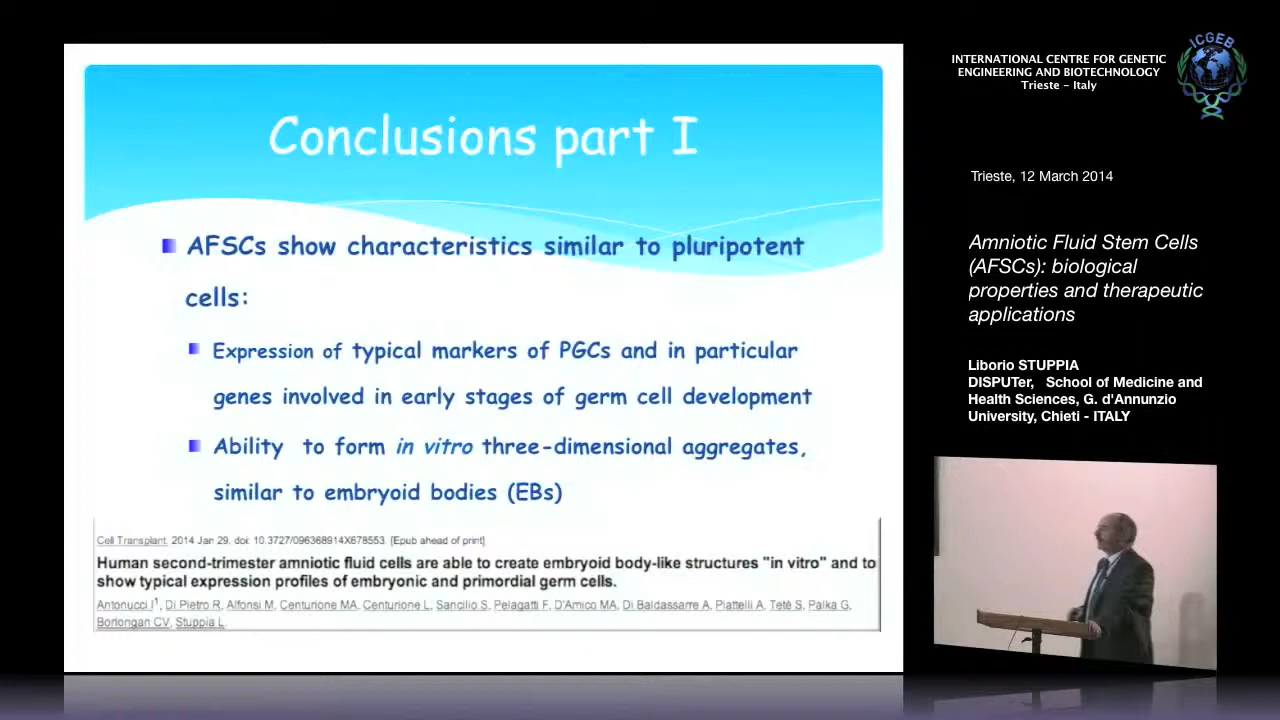 Conclusions part I
AFSCs show characteristics similar to pluripotent
cells:
Expression of typical markers of PGCs and in particular
genes involved in early stages of germ cell development
Ability to form in vitro three-dimensional aggregates,
similar to embryoid bodies (EBs)
Cell Transplant. 2014 Jan 29. doi: 10.3727/096368914X678553. [Epub ahead of print]
Human second-trimester amniotic fluid cells are able to create embryoid body-like structures "in vitro" and to
show typical expression profiles of embryonic and primordial germ cells.
Antonucci I1, Di Pietro R, Alfonsi M, Centurione MA, Centurione L, Sancilio S, Pelagatti F, D'Amico MA, Di Baldassarre A, Piattelli A, Tetè S, Palka G,
Borlongan CV, Stuppia L.
INTERNATIONAL CENTRE FOR GENETIC
ENGINEERING AND BIOTECHNOLOGY
Trieste - Italy
ICGEB
Trieste, 12 March 2014
Amniotic Fluid Stem Cells
(AFSCs): biological
properties and therapeutic
applications
Liborio STUPPIA
DISPUTer, School of Medicine and
Health Sciences, G. d'Annunzio
University, Chieti - ITALY